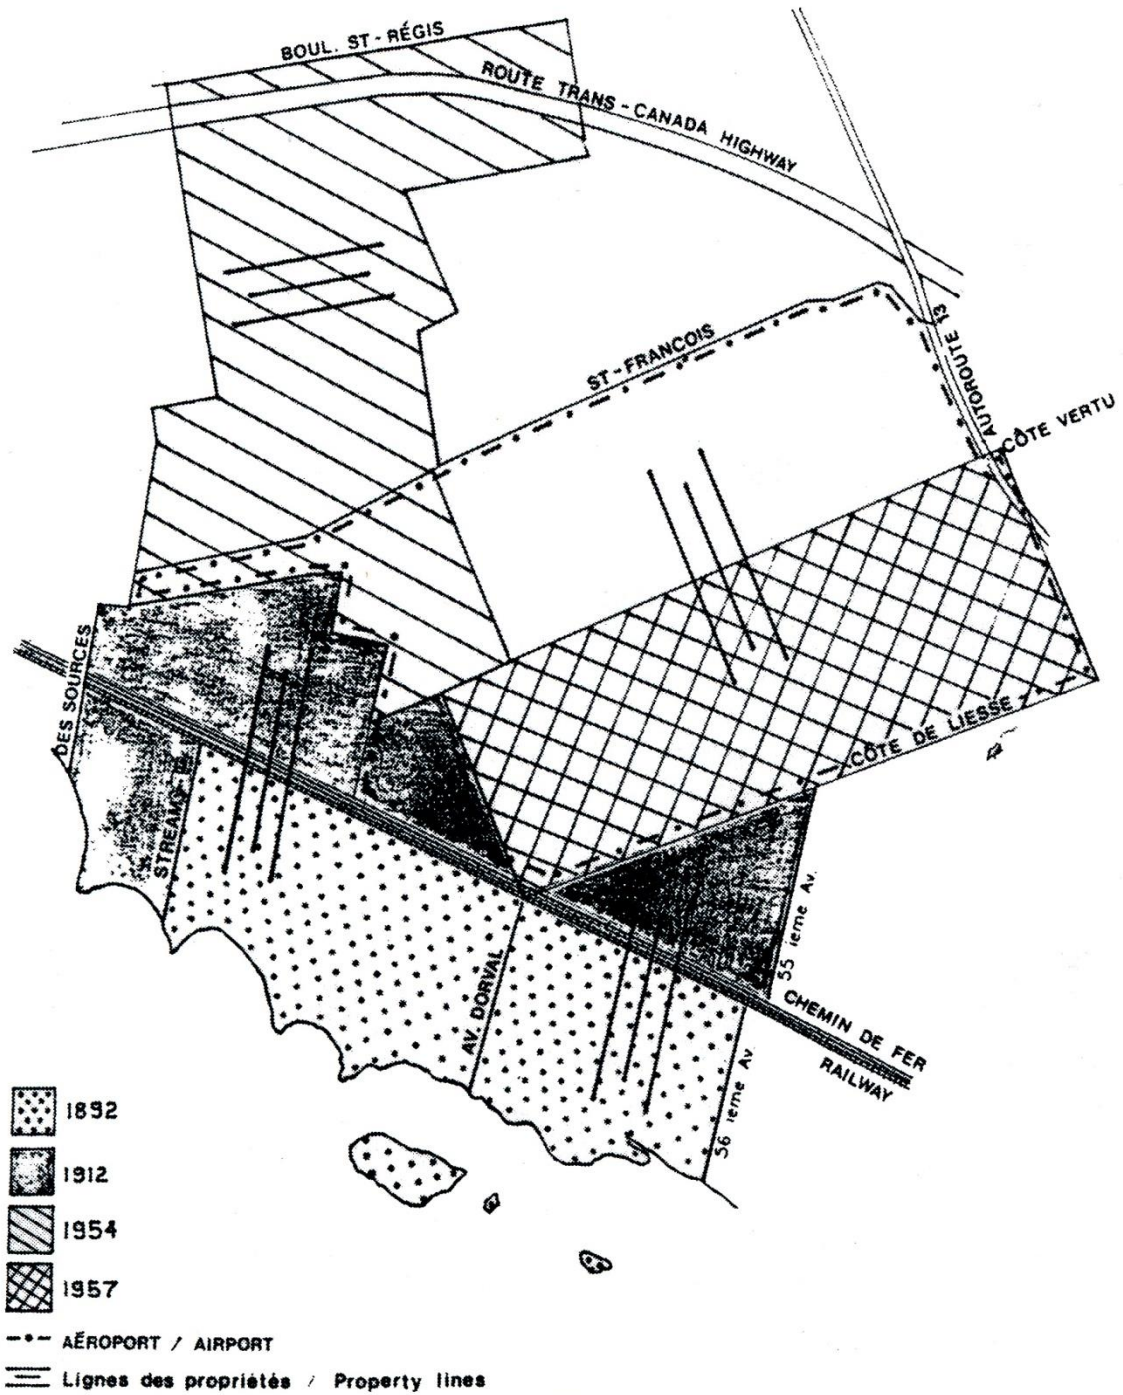 BOUL. ST-RÉGIS
ROUTE TRANS-CANADA HIGHWAY
ST-FRANCOIS
AUTOROUTE 13
CÔTE VERTU
DES SOURCES
STREAMS
CÔTE DE LIESSE
55 ieme Av.
AV. DORVAL
CHEMIN DE FER
RAILWAY
56 ieme Av
1892
1912
1954
1957
AÉROPORT / AIRPORT
Lignes des propriétés / Property lines